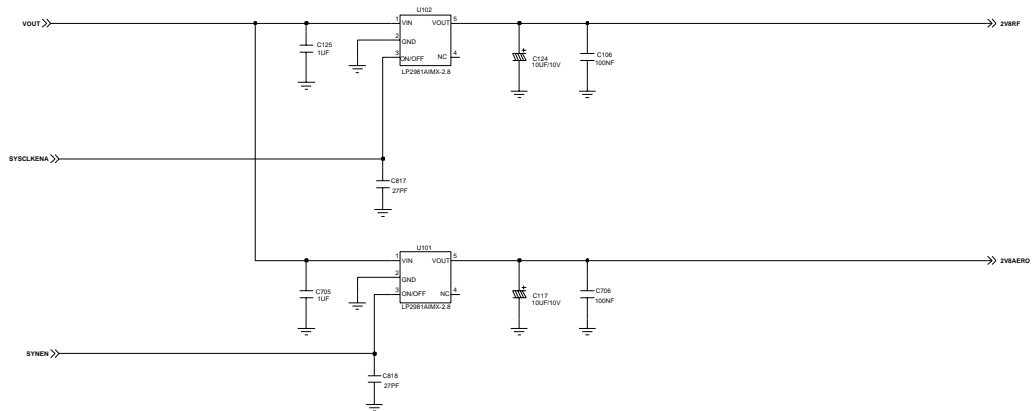 U102
VOUT
1
VIN
VOUT
5
2V8RF
2
GND
C125
1UF
3
ON/OFF
NC
4
C124
10UF/10V
C106
100NF
LP2981AIMX-2.8
SYSCLKENA
C817
27PF
U101
1
VIN
VOUT
5
2V8AERO
2
GND
C705
1UF
3
ON/OFF
NC
4
C117
10UF/10V
C706
100NF
LP2981AIMX-2.8
SYNEN
C818
27PF